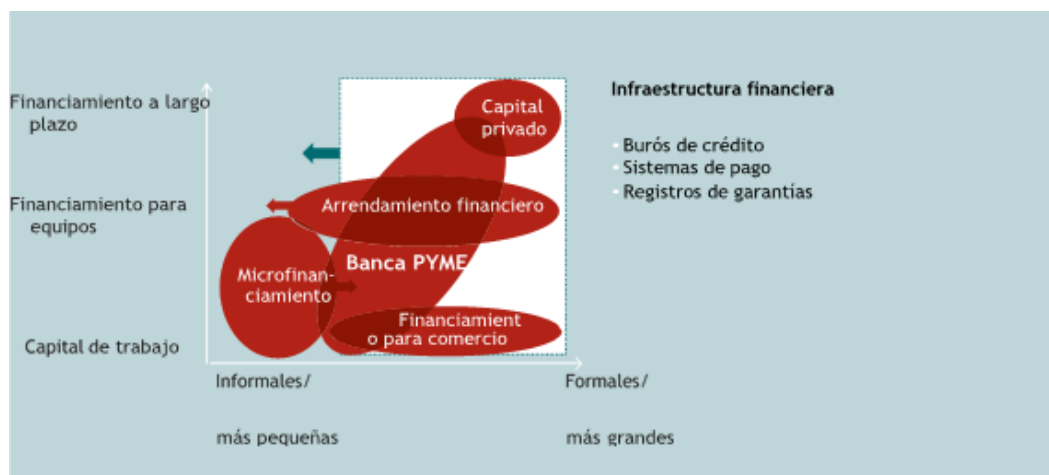 Financiamiento a largo
plazo
Financiamiento para
equipos
Capital de trabajo
Capital
privado
Arrendamiento financiero
Banca PYME
Microfinan-
ciamiento
Financiamient
o para comercio
Informales/
más pequeñas
Formales/
más grandes
Infraestructura financiera
- Burós de crédito
- Sistemas de pago
- Registros de garantías